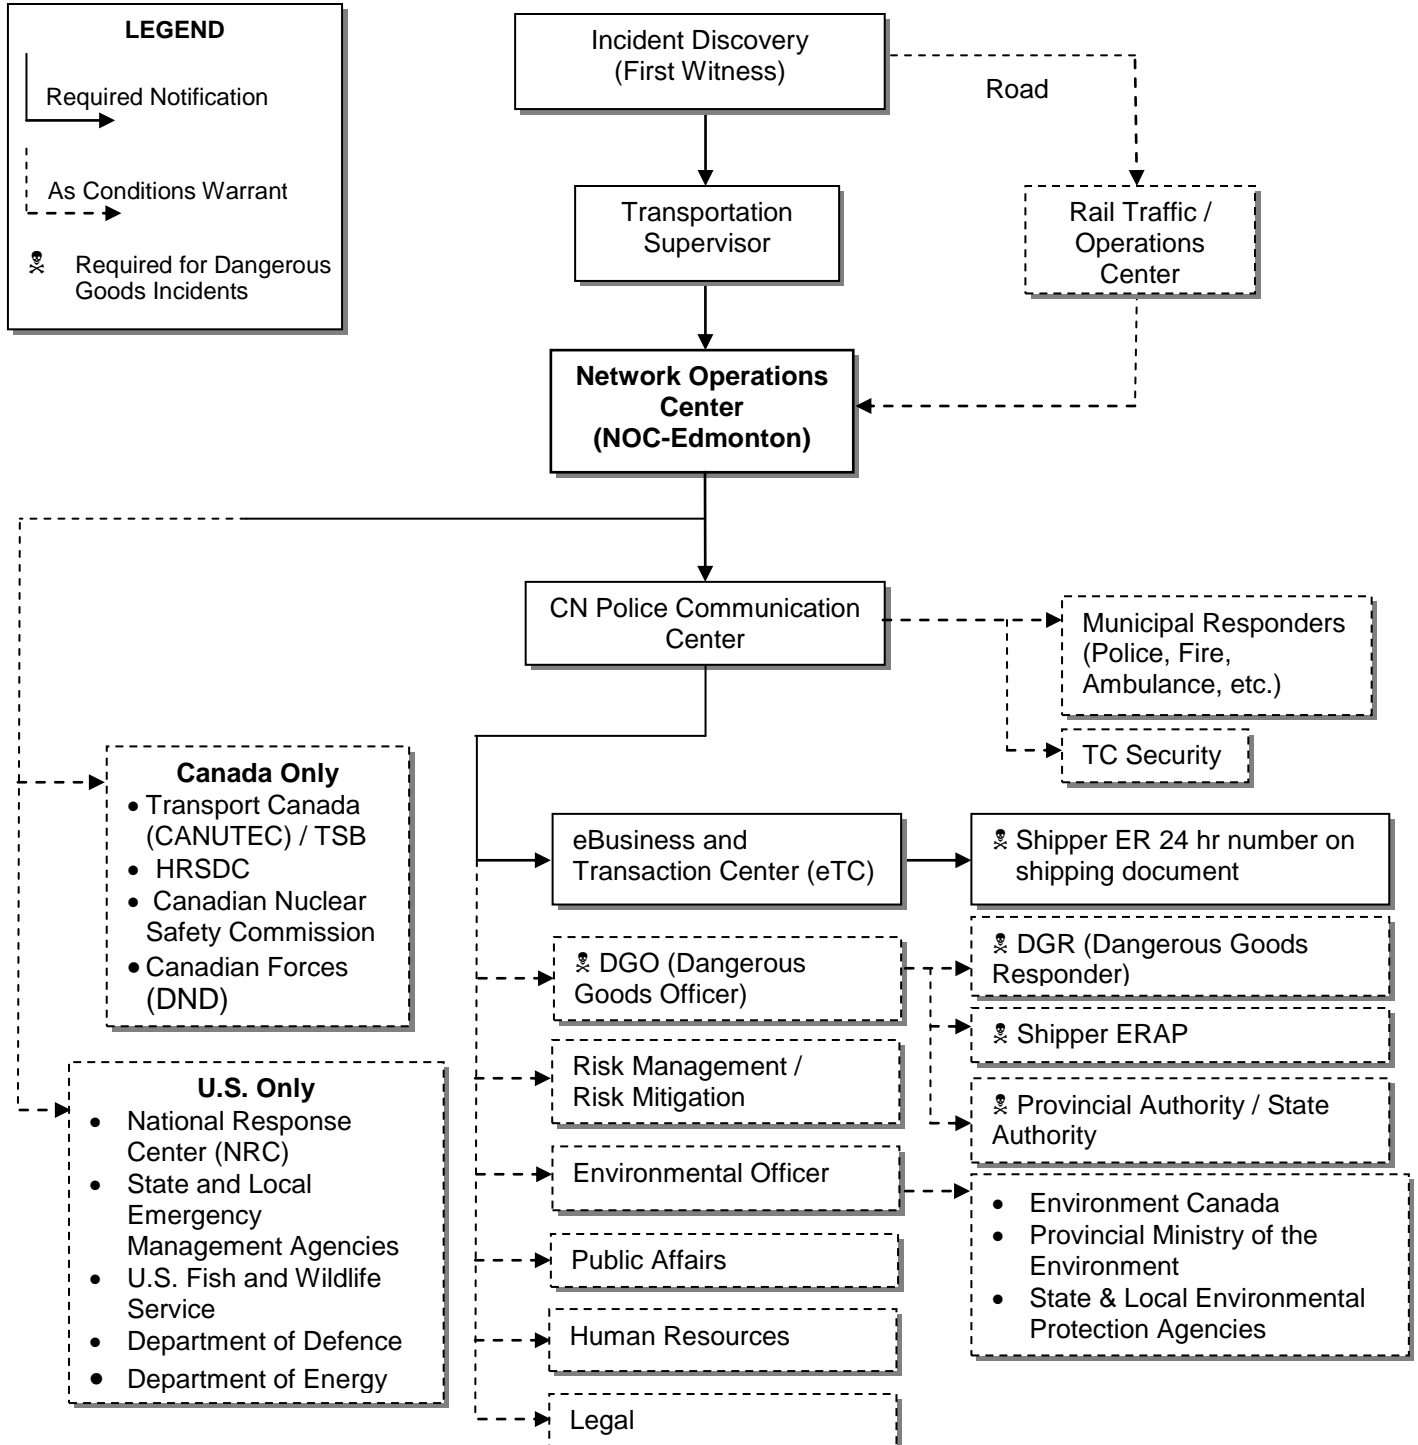 LEGEND
Required Notification
As Conditions Warrant
☠ Required for Dangerous
Goods Incidents
Incident Discovery
(First Witness)
Road
Transportation
Supervisor
Rail Traffic /
Operations
Center
Network Operations
Center
(NOC-Edmonton)
CN Police Communication
Center
Municipal Responders
(Police, Fire,
Ambulance, etc.)
TC Security
Canada Only
• Transport Canada
(CANUTEC) / TSB
• HRSDC
• Canadian Nuclear
Safety Commission
• Canadian Forces
(DND)
U.S. Only
• National Response
Center (NRC)
• State and Local
Emergency
Management Agencies
• U.S. Fish and Wildlife
Service
• Department of Defence
• Department of Energy
eBusiness and
Transaction Center (eTC)
☠ Shipper ER 24 hr number on
shipping document
☠ DGO (Dangerous
Goods Officer)
☠ DGR (Dangerous Goods
Responder)
☠ Shipper ERAP
☠ Provincial Authority / State
Authority
Risk Management /
Risk Mitigation
Environmental Officer
• Environment Canada
• Provincial Ministry of the
Environment
• State & Local Environmental
Protection Agencies
Public Affairs
Human Resources
Legal